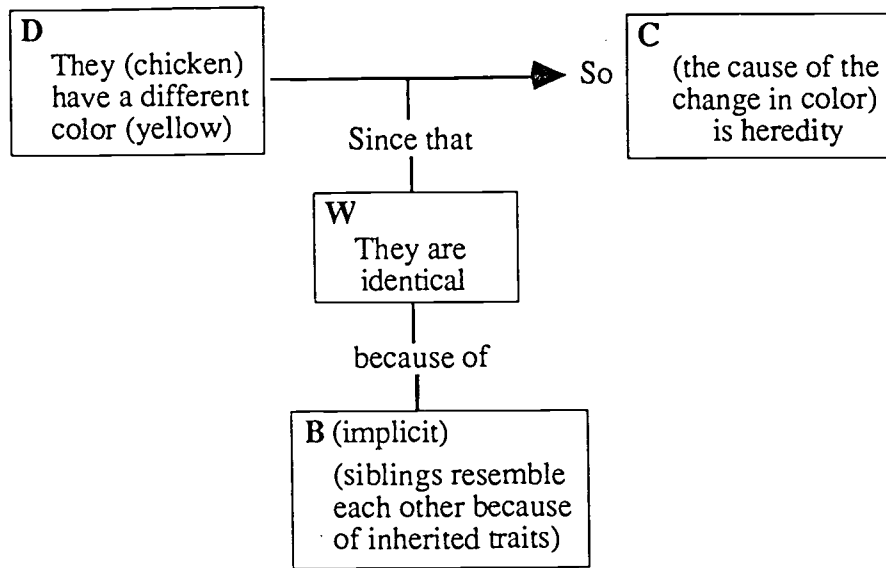 D
They (chicken)
have a different
color (yellow)
So
C
(the cause of the
change in color)
is heredity
Since that
W
They are
identical
because of
B (implicit)
(siblings resemble
each other because
of inherited traits)